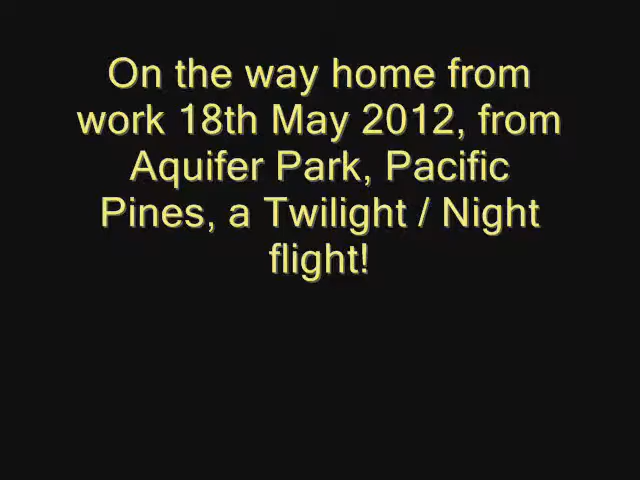 On the way home from
work 18th May 2012, from
Aquifer Park, Pacific
Pines, a Twilight / Night
flight!